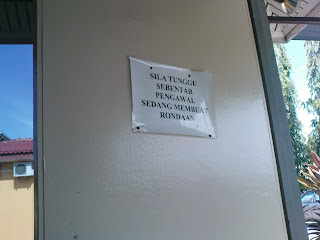 SILA TUNGGU
SEBENTAR
PENGAWAL
SEDANG MEMBUAT
RONDAAN